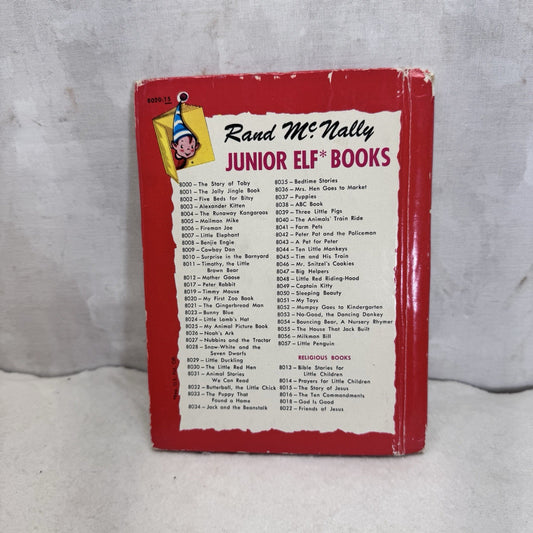 8020-15
Rand McNally
JUNIOR ELF* BOOKS
8000 – The Story of Toby
8001 – The Jolly Jingle Book
8002 – Five Beds for Bitsy
8003 – Alexander Kitten
8004 – The Runaway Kangaroos
8005 – Mailman Mike
8006 – Fireman Joe
8007 – Little Elephant
8008 – Benjie Engie
8009 – Cowboy Dan
8010 – Surprise in the Barnyard
8011 – Timothy, the Little
Brown Bear
8012 – Mother Goose
8017 – Peter Rabbit
8019 – Timmy Mouse
8020 – My First Zoo Book
8021 – The Gingerbread Man
8023 – Bunny Blue
8024 – Little Lamb's Hat
8025 – My Animal Picture Book
8026 – Noah's Ark
8027 – Nubbins and the Tractor
8028 – Snow-White and the
Seven Dwarfs
8029 – Little Duckling
8030 – The Little Red Hen
8031 – Animal Stories
We Can Read
8032 – Butterball, the Little Chick
8033 – The Puppy That
Found a Home
8034 – Jack and the Beanstalk
8035 – Bedtime Stories
8036 – Mrs. Hen Goes to Market
8037 – Puppies
8038 – ABC Book
8039 – Three Little Pigs
8040 – The Animals' Train Ride
8041 – Farm Pets
8042 – Peter Pat and the Policeman
8043 – A Pet for Peter
8044 – Ten Little Monkeys
8045 – Tim and His Train
8046 – Mr. Snitzel's Cookies
8047 – Big Helpers
8048 – Little Red Riding-Hood
8049 – Captain Kitty
8050 – Sleeping Beauty
8051 – My Toys
8052 – Mumpsy Goes to Kindergarten
8053 – No-Good, the Dancing Donkey
8054 – Bouncing Bear, A Nursery Rhymer
8055 – The House That Jack Built
8056 – Milkman Bill
8057 – Little Penguin
RELIGIOUS BOOKS
8013 – Bible Stories for
Little Children
8014 – Prayers for Little Children
8015 – The Story of Jesus
8016 – The Ten Commandments
8018 – God Is Good
8022 – Friends of Jesus